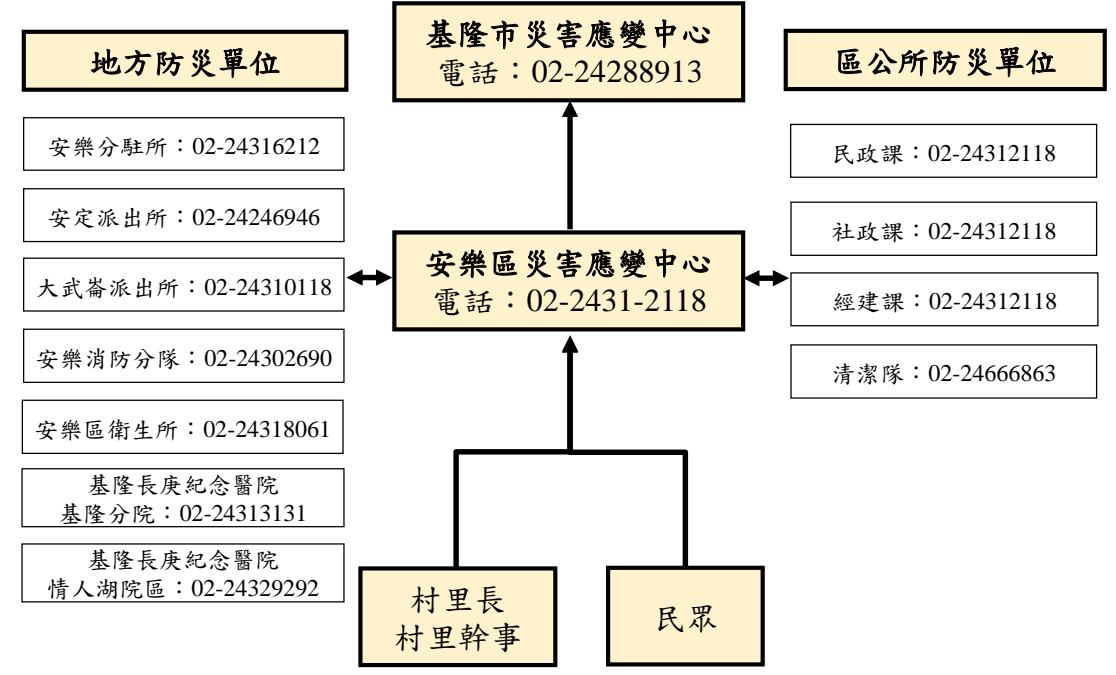 地方防災單位
安樂分駐所：02-24316212
安定派出所：02-24246946
大武崙派出所：02-24310118
安樂消防分隊：02-24302690
安樂區衛生所：02-24318061
基隆長庚紀念醫院
基隆分院：02-24313131
基隆長庚紀念醫院
情人湖院區：02-24329292
基隆市災害應變中心
電話：02-24288913
安樂區災害應變中心
電話：02-2431-2118
村里長
村里幹事
民眾
區公所防災單位
民政課：02-24312118
社政課：02-24312118
經建課：02-24312118
清潔隊：02-24666863